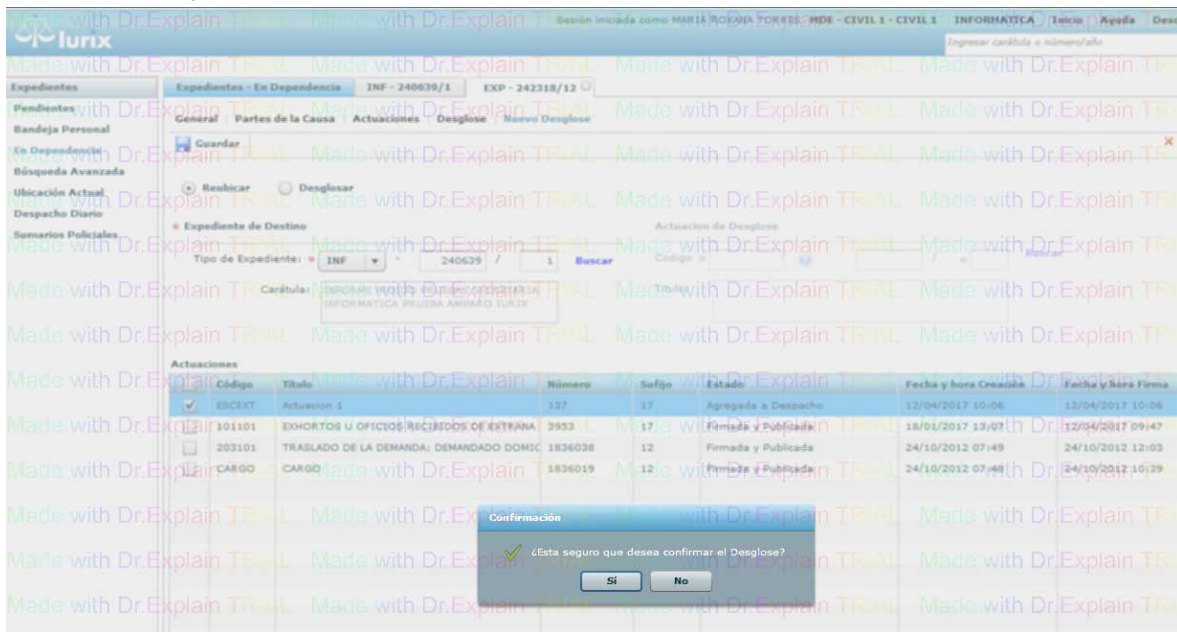 Sesión iniciada como MARIA ROXANA TORRES MDE - CIVIL 1 - CIVIL 1 INFORMATICA Inicio Ayuda Desc
Iurix
Ingresar carátula o número/año
Expedientes
Expedientes - En Dependencia INF - 240639/1 EXP - 242318/12
Pendientes
General Partes de la Causa Actuaciones Desglose Nuevo Desglose
Bandeja Personal
Guardar
En Dependencia
Búsqueda Avanzada
Ubicación Actual
Reubicar Desglosar
Despacho Diario
Sumarios Policiales
Expediente de Destino Actuacion de Desglose
Tipo de Expediente: * INF - 240639 / 1 Buscar Codigo * / * Buscar
Carátula: Titulo
INFORMATICA PRUEBA AMPARO IURIX
Actuaciones
Código Título Número Sufijo Estado Fecha y hora Creación Fecha y hora Firma
ESCEXT Actuacion 1 137 17 Agregada a Despacho 12/04/2017 10:06 12/04/2017 10:06
101101 EXHORTOS U OFICIOS RECIBIDOS DE EXTRAÑA 3953 17 Firmada y Publicada 18/01/2017 13:07 12/04/2017 09:47
203101 TRASLADO DE LA DEMANDA; DEMANDADO DOMIC 1836038 12 Firmada y Publicada 24/10/2012 07:49 24/10/2012 12:03
CARGO CARGO 1836019 12 Firmada y Publicada 24/10/2012 07:48 24/10/2012 10:39
Confirmación
¿Esta seguro que desea confirmar el Desglose?
Sí No
Made with Dr.Explain TRIAL